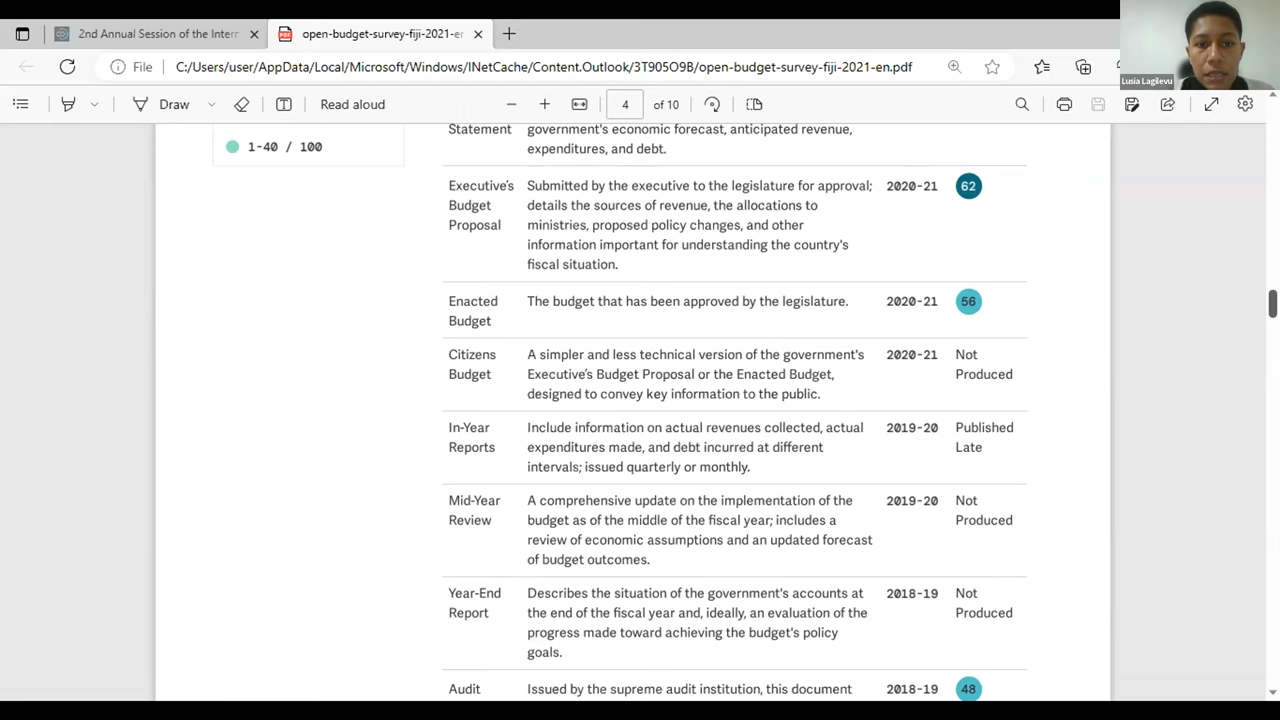 2nd Annual Session of the Intern
open-budget-survey-fiji-2021-en
File
C:/Users/user/AppData/Local/Microsoft/Windows/INetCache/Content.Outlook/3T905O9B/open-budget-survey-fiji-2021-en.pdf
Lusia Lagilevu
Draw
Read aloud
4
of 10
1-40 / 100
Statement
government's economic forecast, anticipated revenue,
expenditures, and debt.
Executive's Submitted by the executive to the legislature for approval; 2020-21 62
Budget details the sources of revenue, the allocations to
Proposal ministries, proposed policy changes, and other
information important for understanding the country's
fiscal situation.
Enacted The budget that has been approved by the legislature. 2020-21 56
Budget
Citizens A simpler and less technical version of the government's 2020-21 Not
Budget Executive's Budget Proposal or the Enacted Budget, Produced
designed to convey key information to the public.
In-Year Include information on actual revenues collected, actual 2019-20 Published
Reports expenditures made, and debt incurred at different Late
intervals; issued quarterly or monthly.
Mid-Year A comprehensive update on the implementation of the 2019-20 Not
Review budget as of the middle of the fiscal year; includes a Produced
review of economic assumptions and an updated forecast
of budget outcomes.
Year-End Describes the situation of the government's accounts at 2018-19 Not
Report the end of the fiscal year and, ideally, an evaluation of the Produced
progress made toward achieving the budget's policy
goals.
Audit Issued by the supreme audit institution, this document 2018-19 48